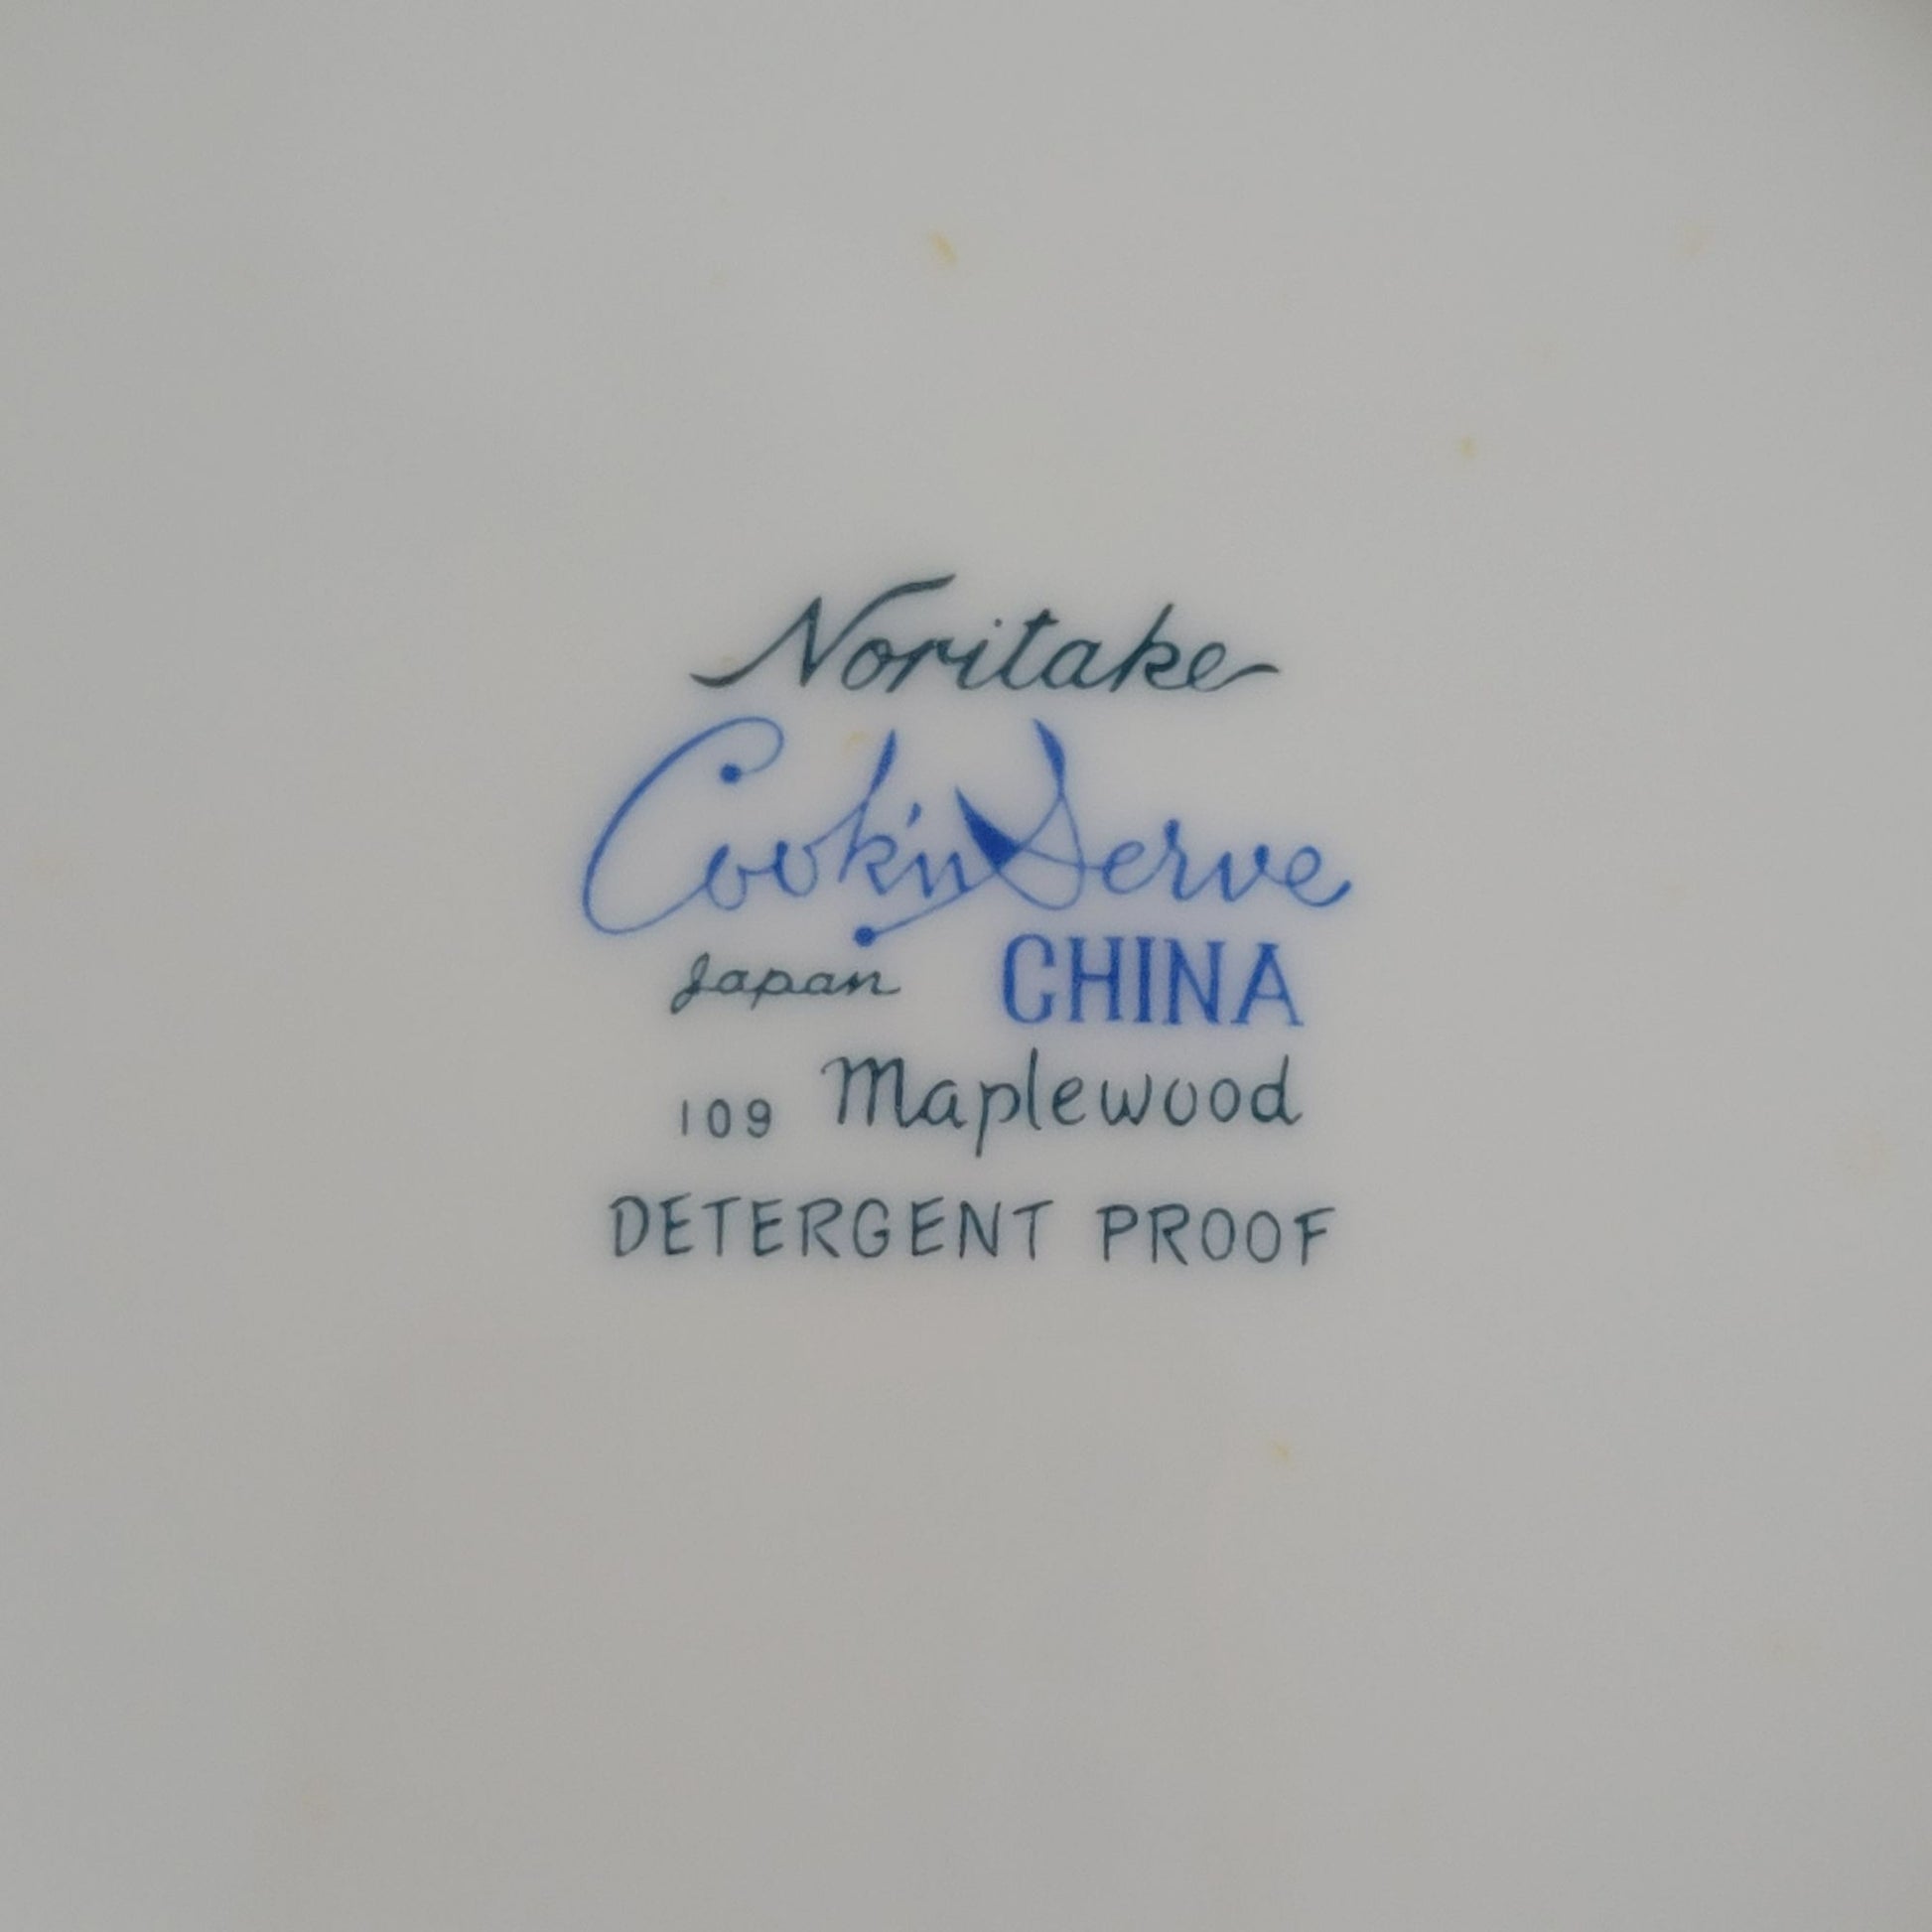 Noritake
Cook'n Serve
Japan CHINA
109 Maplewood
DETERGENT PROOF